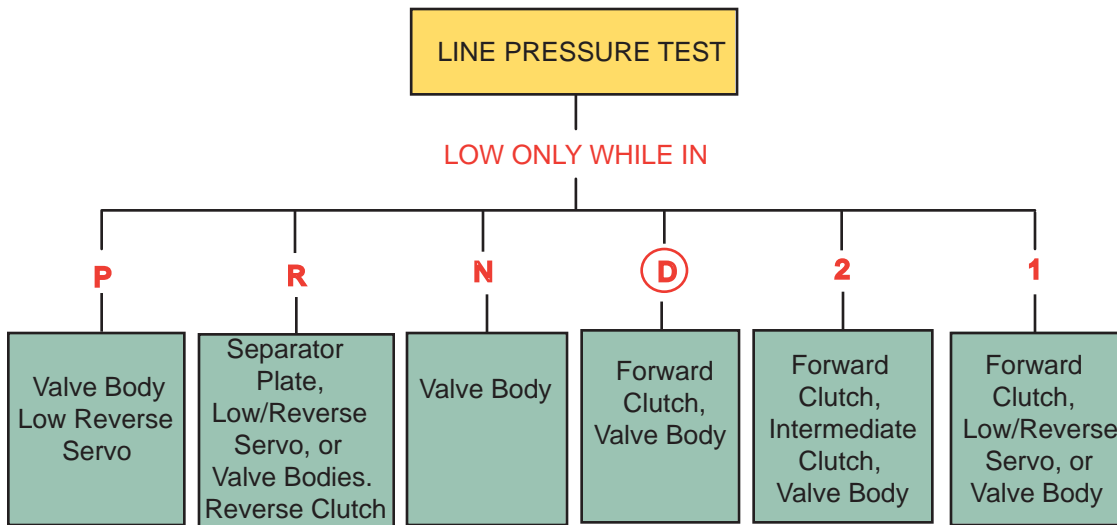 LINE PRESSURE TEST
LOW ONLY WHILE IN
P
R
N
D
2
1
Valve Body
Low Reverse
Servo
Separator
Plate,
Low/Reverse
Servo, or
Valve Bodies.
Reverse Clutch
Valve Body
Forward
Clutch,
Valve Body
Forward
Clutch,
Intermediate
Clutch,
Valve Body
Forward
Clutch,
Low/Reverse
Servo, or
Valve Body